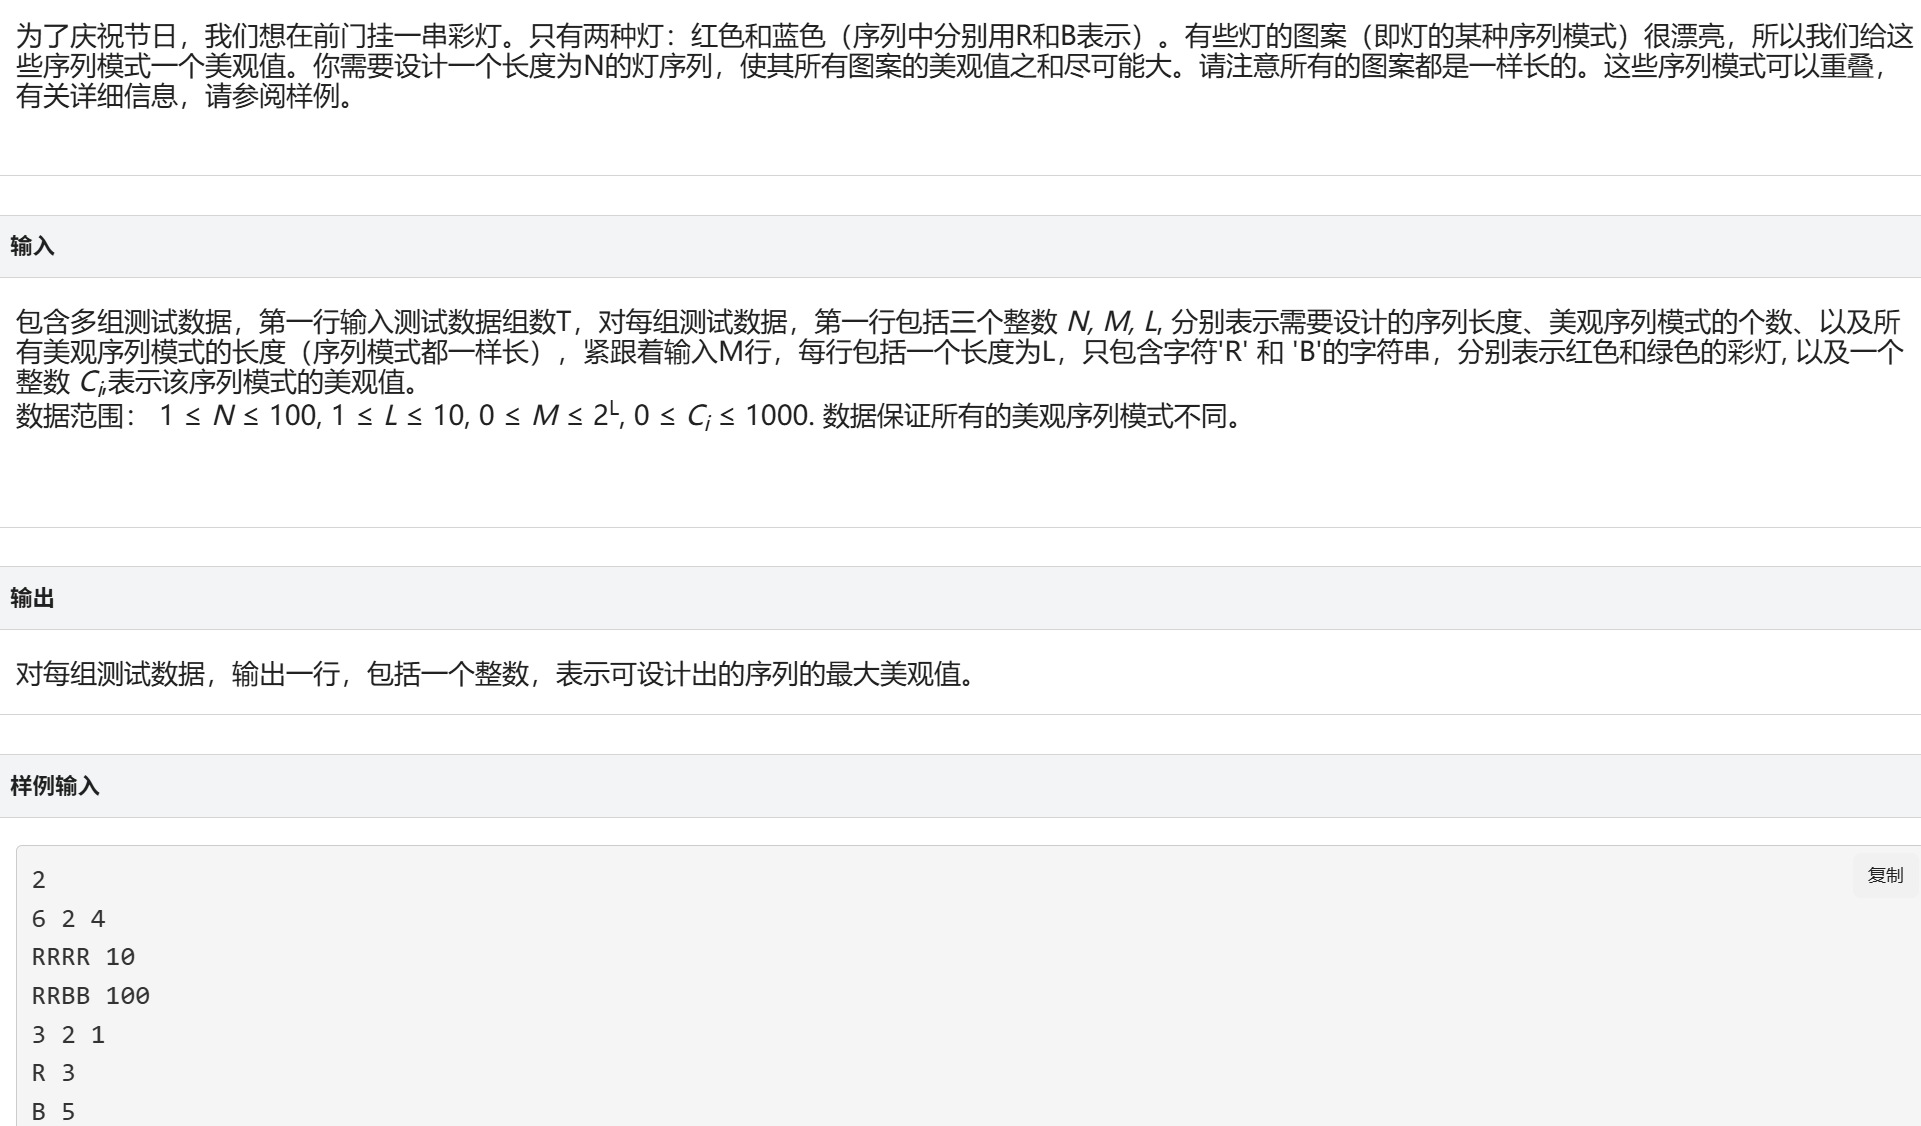 为了庆祝节日，我们想在前门挂一串彩灯。只有两种灯：红色和蓝色（序列中分别用R和B表示）。有些灯的图案（即灯的某种序列模式）很漂亮，所以我们给这
些序列模式一个美观值。你需要设计一个长度为N的灯序列，使其所有图案的美观值之和尽可能大。请注意所有的图案都是一样长的。这些序列模式可以重叠，
有关详细信息，请参阅样例。
输入
包含多组测试数据，第一行输入测试数据组数T，对每组测试数据，第一行包括三个整数 N, M, L, 分别表示需要设计的序列长度、美观序列模式的个数、以及所
有美观序列模式的长度（序列模式都一样长），紧跟着输入M行，每行包括一个长度为L，只包含字符'R' 和 'B'的字符串，分别表示红色和绿色的彩灯, 以及一个
整数 Ci,表示该序列模式的美观值。
数据范围： 1 ≤ N ≤ 100, 1 ≤ L ≤ 10, 0 ≤ M ≤ 2^L, 0 ≤ Ci ≤ 1000. 数据保证所有的美观序列模式不同。
输出
对每组测试数据，输出一行，包括一个整数，表示可设计出的序列的最大美观值。
样例输入
复制
2
6 2 4
RRRR 10
RRBB 100
3 2 1
R 3
B 5